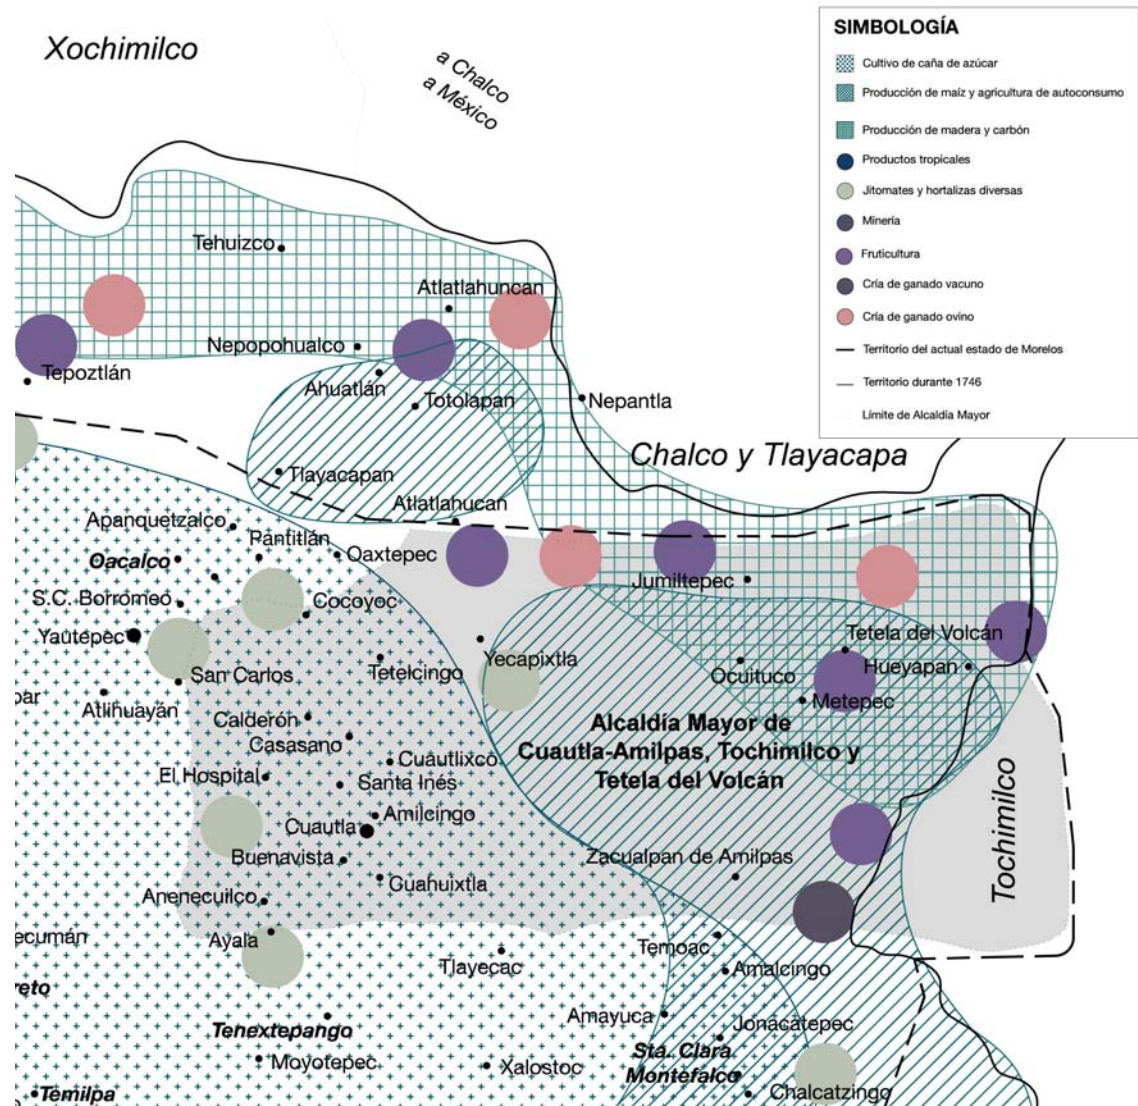 Xochimilco
a Chalco
a México
SIMBOLOGÍA
Cultivo de caña de azúcar
Producción de maíz y agricultura de autoconsumo
Producción de madera y carbón
Productos tropicales
Jitomates y hortalizas diversas
Minería
Fruticultura
Cría de ganado vacuno
Cría de ganado ovino
Territorio del actual estado de Morelos
Territorio durante 1746
Límite de Alcaldía Mayor
Tehuizco
Atlatlahuncan
Nepopohualco
Tepoztlán
Ahuatlán
Totolapan
Nepantla
Chalco y Tlayacapa
Tlayacapan
Atlatlahucan
Apanquetzalco
Pantitlán
Oaxtepec
Oacalco
Jumiltepec
S.C. Borromeo
Cocoyoc
Yautepec
Yecapixtla
Tetela del Volcán
Hueyapan
Tetelcingo
Ocuituco
San Carlos
Metepec
par
Atlihuayán
Calderón
Casasano
Alcaldía Mayor de
Cuautla-Amilpas, Tochimilco y
Tetela del Volcán
Cuautlixco
El Hospital
Santa Inés
Amilcingo
Cuautla
Tochimilco
Buenavista
Zacualpan de Amilpas
Cuahuixtla
Anenecuilco
ecumán
Ayala
Temoac
Tlayecac
Amalcingo
reto
Amayuca
Jonacatepec
Tenextepango
Moyotepec
Xalostoc
Sta. Clara
Montefalco
Temilpa
Chalcatzingo